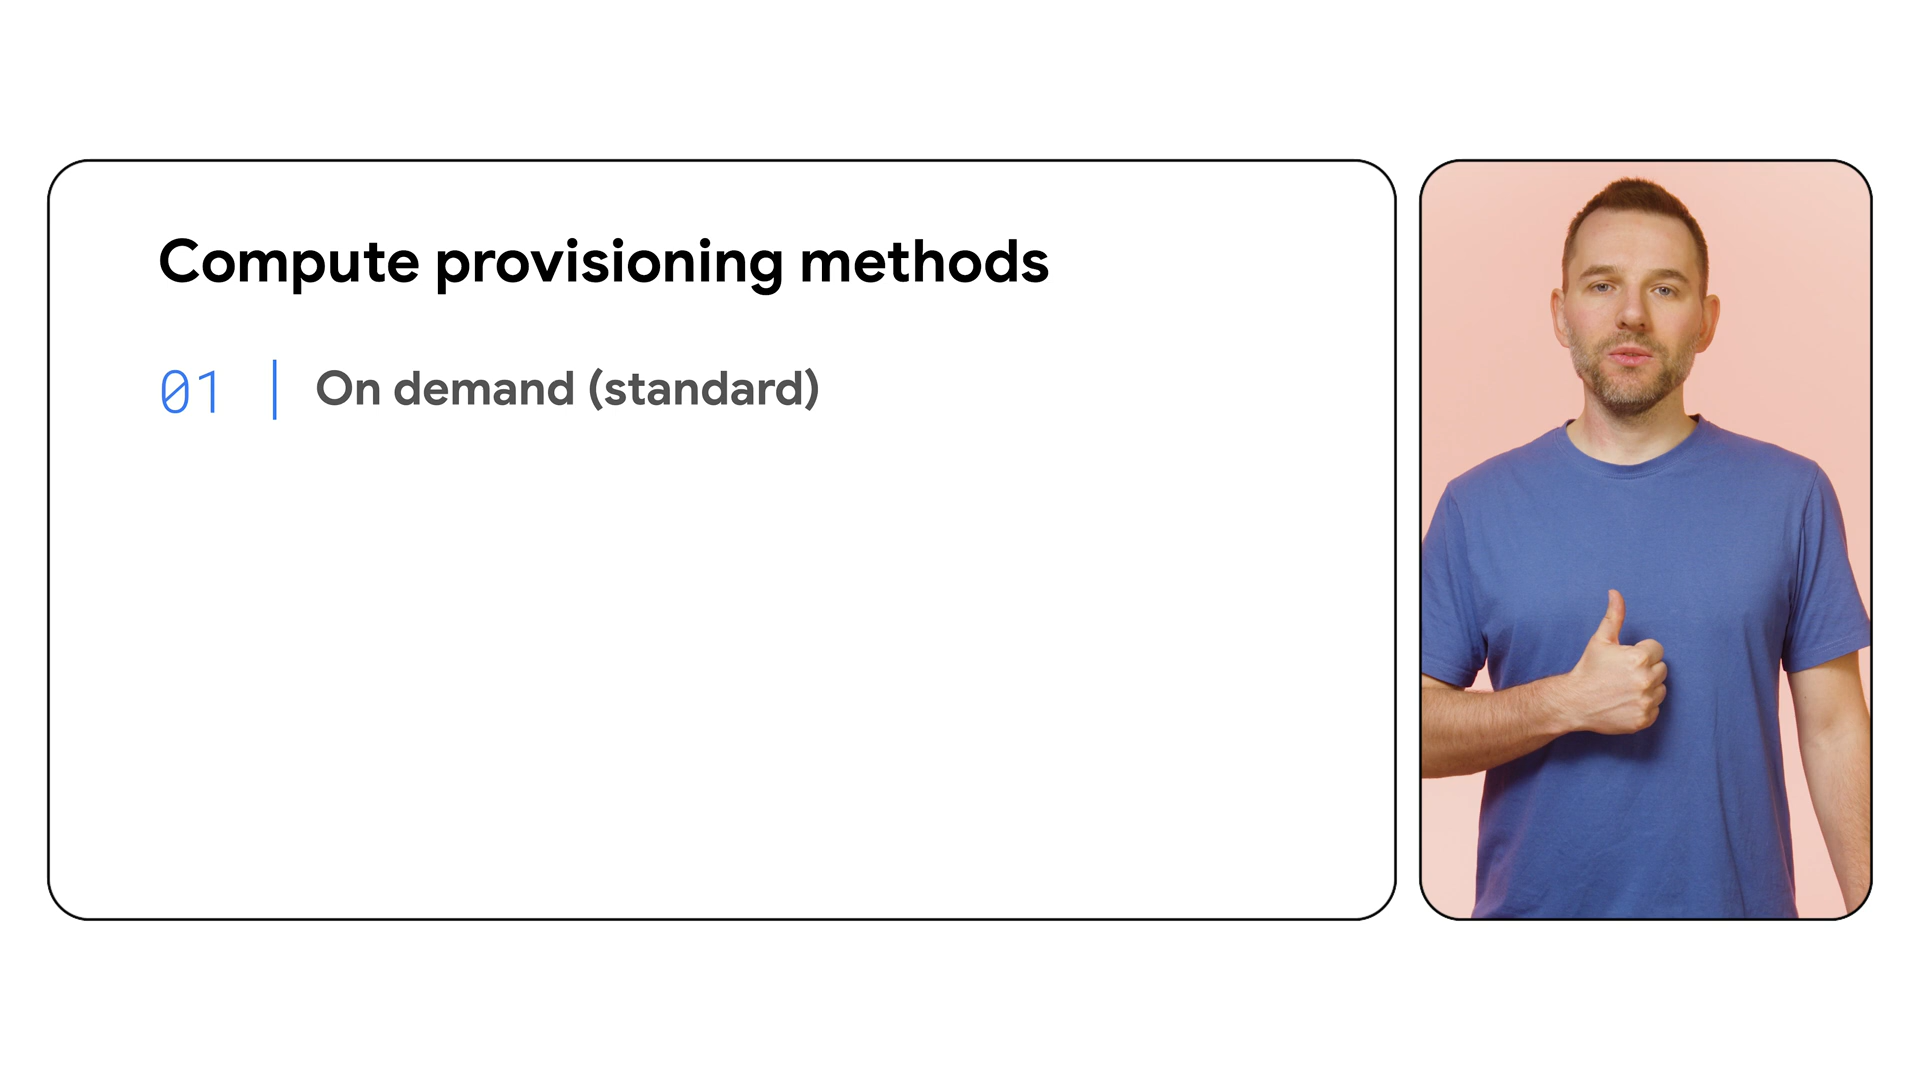 Compute provisioning methods
01 | On demand (standard)